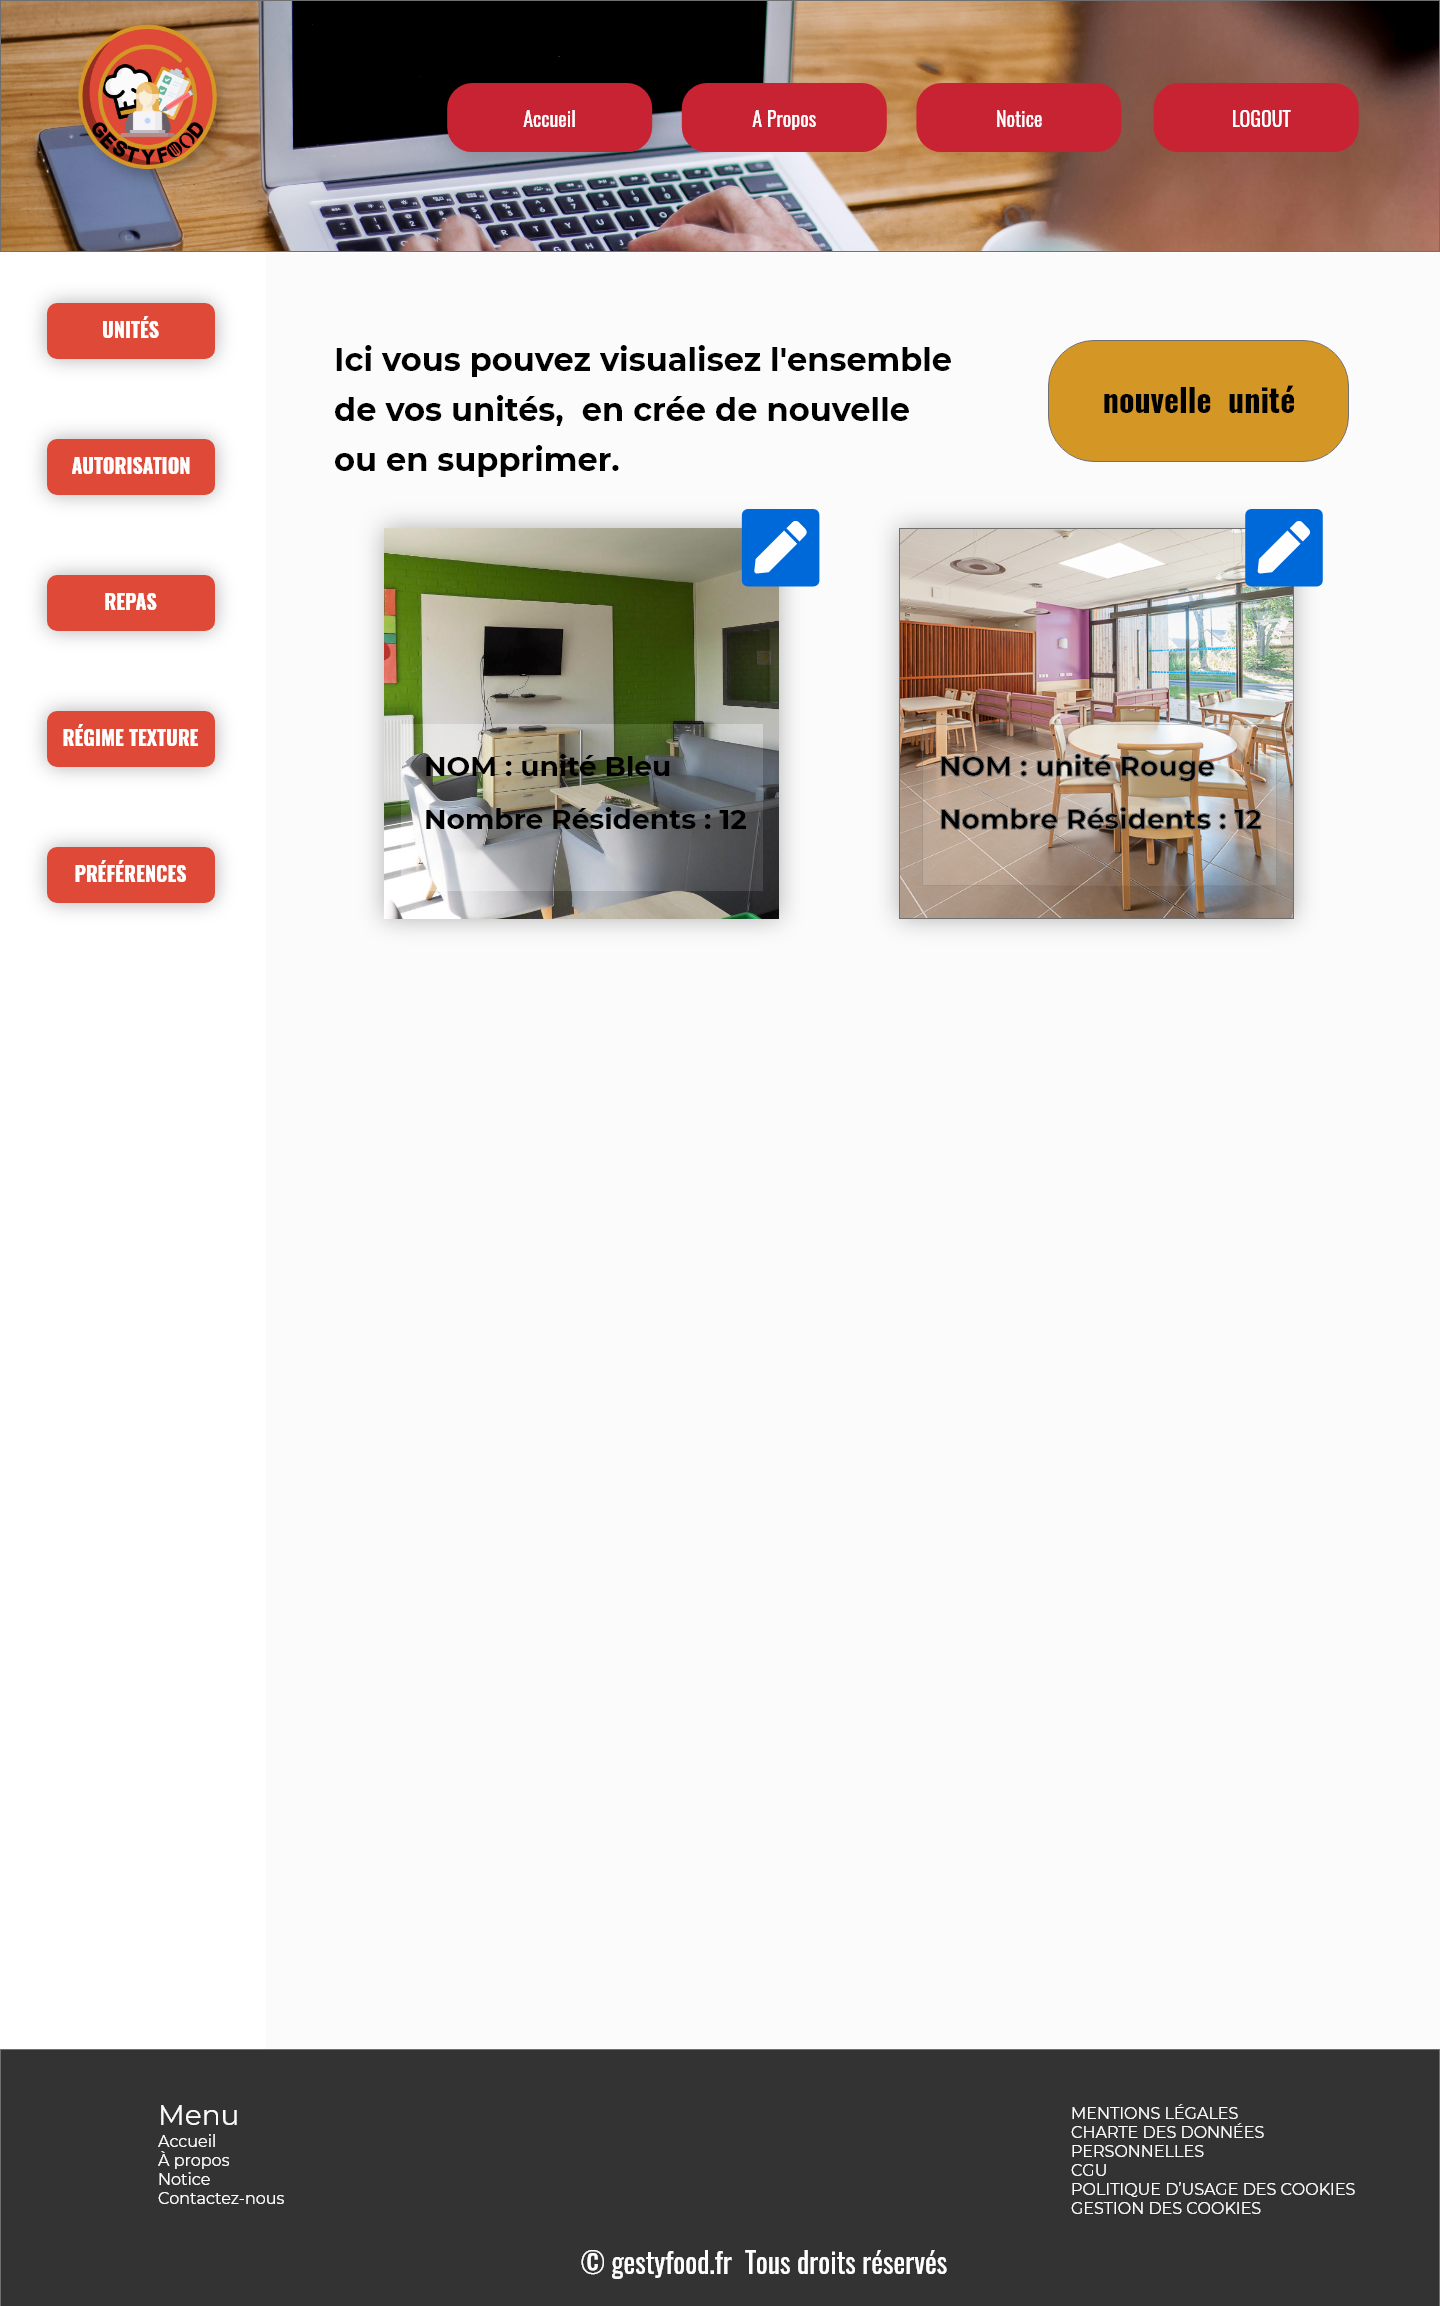 GESTYFOOD
Accueil
A Propos
Notice
LOGOUT
UNITÉS
AUTORISATION
REPAS
RÉGIME TEXTURE
PRÉFÉRENCES
Ici vous pouvez visualisez l'ensemble
de vos unités,  en crée de nouvelle
ou en supprimer.
nouvelle  unité
NOM : unité Bleu
Nombre Résidents : 12
NOM : unité Rouge
Nombre Résidents : 12
Menu
Accueil
À propos
Notice
Contactez-nous
MENTIONS LÉGALES
CHARTE DES DONNÉES
PERSONNELLES
CGU
POLITIQUE D’USAGE DES COOKIES
GESTION DES COOKIES
© gestyfood.fr  Tous droits réservés